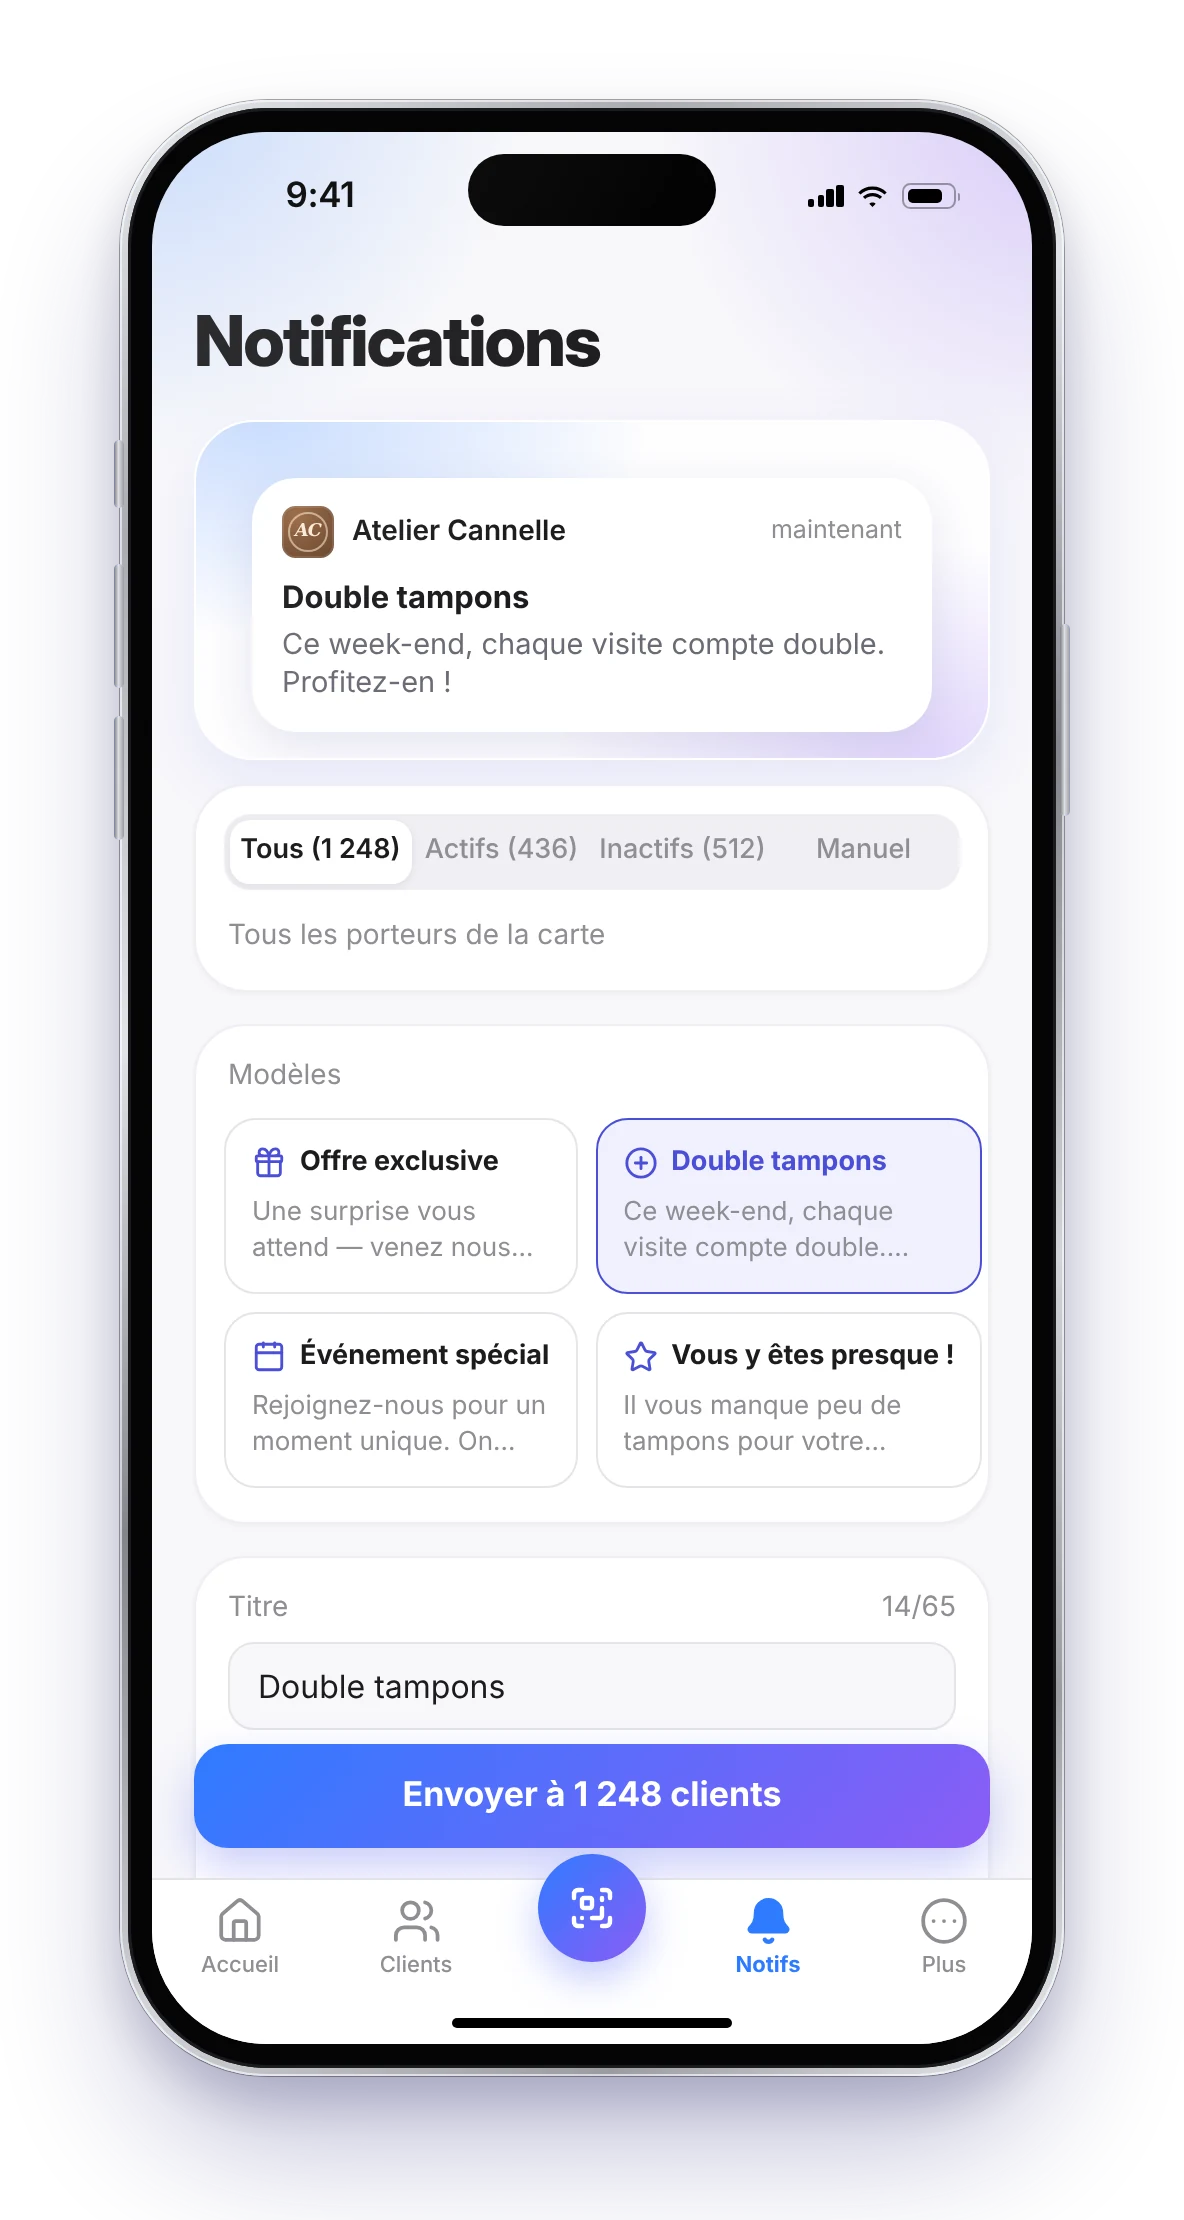 9:41
Notifications
AC
Atelier Cannelle
maintenant
Double tampons
Ce week-end, chaque visite compte double.
Profitez-en !
Tous (1 248)
Actifs (436)
Inactifs (512)
Manuel
Tous les porteurs de la carte
Modèles
Offre exclusive
Une surprise vous
attend — venez nous...
Double tampons
Ce week-end, chaque
visite compte double....
Événement spécial
Rejoignez-nous pour un
moment unique. On...
Vous y êtes presque !
Il vous manque peu de
tampons pour votre...
Titre
14/65
Double tampons
Envoyer à 1 248 clients
Accueil
Clients
Notifs
Plus